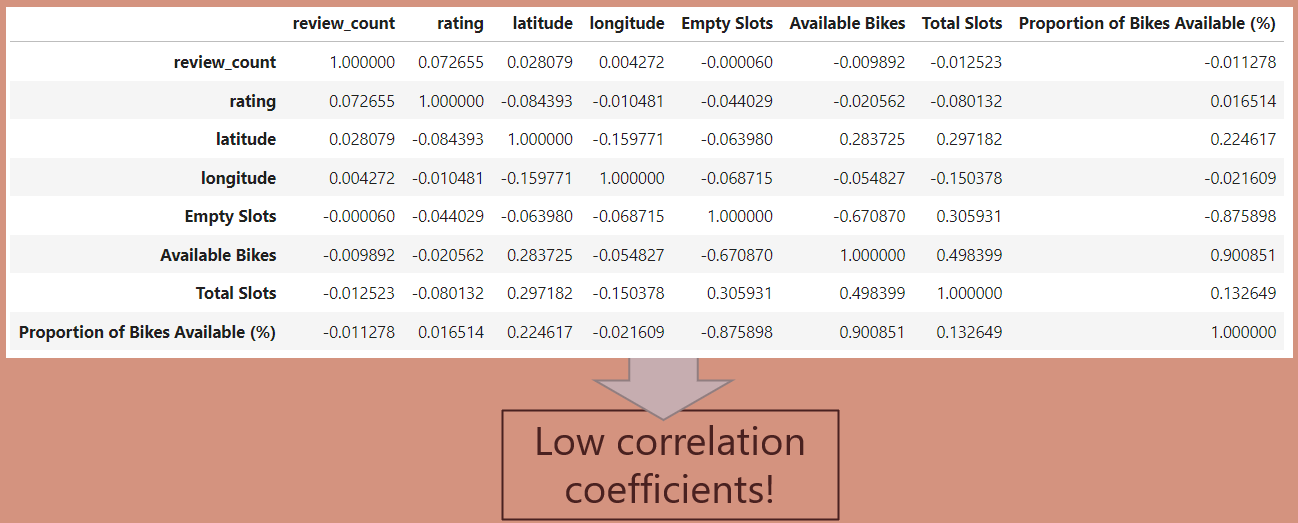 review_count rating latitude longitude Empty Slots Available Bikes Total Slots Proportion of Bikes Available (%)
review_count 1.000000 0.072655 0.028079 0.004272 -0.000060 -0.009892 -0.012523 -0.011278
rating 0.072655 1.000000 -0.084393 -0.010481 -0.044029 -0.020562 -0.080132 0.016514
latitude 0.028079 -0.084393 1.000000 -0.159771 -0.063980 0.283725 0.297182 0.224617
longitude 0.004272 -0.010481 -0.159771 1.000000 -0.068715 -0.054827 -0.150378 -0.021609
Empty Slots -0.000060 -0.044029 -0.063980 -0.068715 1.000000 -0.670870 0.305931 -0.875898
Available Bikes -0.009892 -0.020562 0.283725 -0.054827 -0.670870 1.000000 0.498399 0.900851
Total Slots -0.012523 -0.080132 0.297182 -0.150378 0.305931 0.498399 1.000000 0.132649
Proportion of Bikes Available (%) -0.011278 0.016514 0.224617 -0.021609 -0.875898 0.900851 0.132649 1.000000
Low correlation
coefficients!